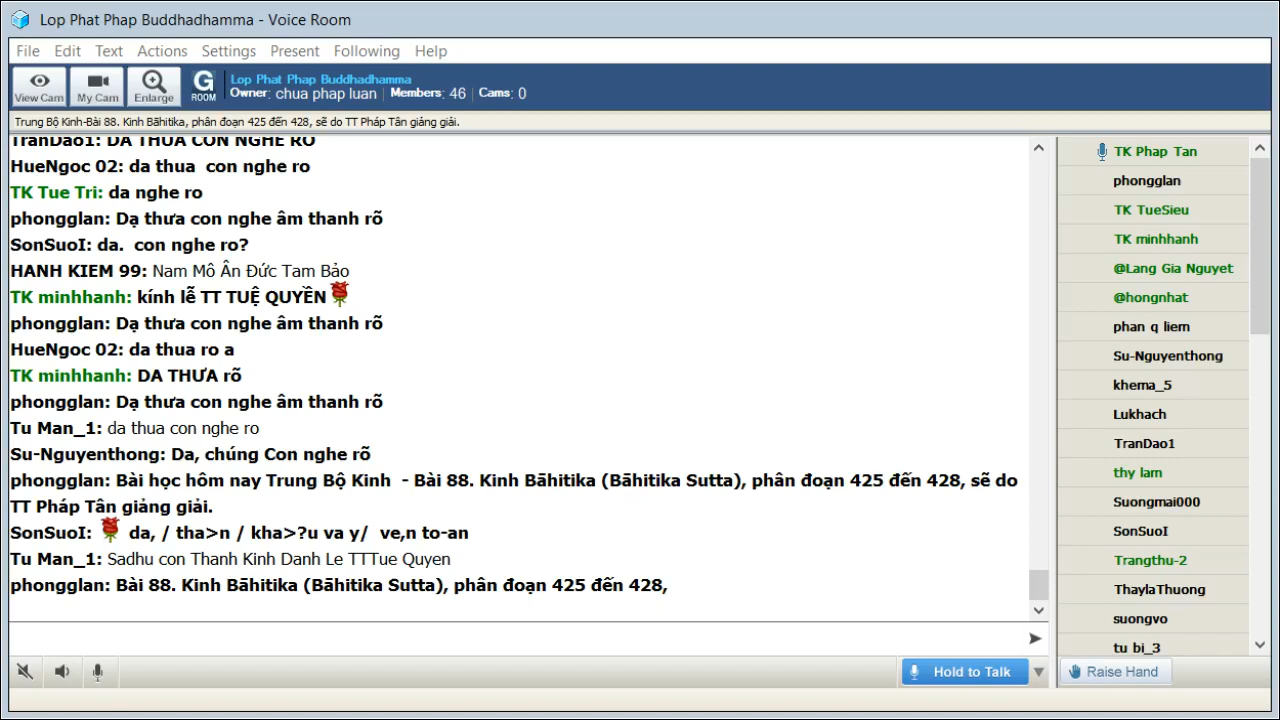 Lop Phat Phap Buddhadhamma - Voice Room
File Edit Text Actions Settings Present Following Help
View Cam My Cam Enlarge G ROOM
Lop Phat Phap Buddhadhamma
Owner: chua phap luan | Members: 46 | Cams: 0
Trung Bộ Kinh-Bài 88. Kinh Bāhitika, phân đoạn 425 đến 428, sẽ do TT Pháp Tân giảng giải.
TranDao1: DA THUA CON NGHE RO
HueNgoc 02: da thua con nghe ro
TK Tue Tri: da nghe ro
phongglan: Dạ thưa con nghe âm thanh rõ
SonSuoI: da. con nghe ro?
HANH KIEM 99: Nam Mô Ân Đức Tam Bảo
TK minhhanh: kính lễ TT TUỆ QUYỀN
phongglan: Dạ thưa con nghe âm thanh rõ
HueNgoc 02: da thua ro a
TK minhhanh: DA THƯA rõ
phongglan: Dạ thưa con nghe âm thanh rõ
Tu Man_1: da thua con nghe ro
Su-Nguyenthong: Da, chúng Con nghe rõ
phongglan: Bài học hôm nay Trung Bộ Kinh - Bài 88. Kinh Bāhitika (Bāhitika Sutta), phân đoạn 425 đến 428, sẽ do
TT Pháp Tân giảng giải.
SonSuoI: da, / tha>n / kha>?u va y/ ve,n to-an
Tu Man_1: Sadhu con Thanh Kinh Danh Le TTTue Quyen
phongglan: Bài 88. Kinh Bāhitika (Bāhitika Sutta), phân đoạn 425 đến 428,
TK Phap Tan
phongglan
TK TueSieu
TK minhhanh
@Lang Gia Nguyet
@hongnhat
phan q liem
Su-Nguyenthong
khema_5
Lukhach
TranDao1
thy lam
Suongmai000
SonSuoI
Trangthu-2
ThaylaThuong
suongvo
tu bi_3
Hold to Talk
Raise Hand